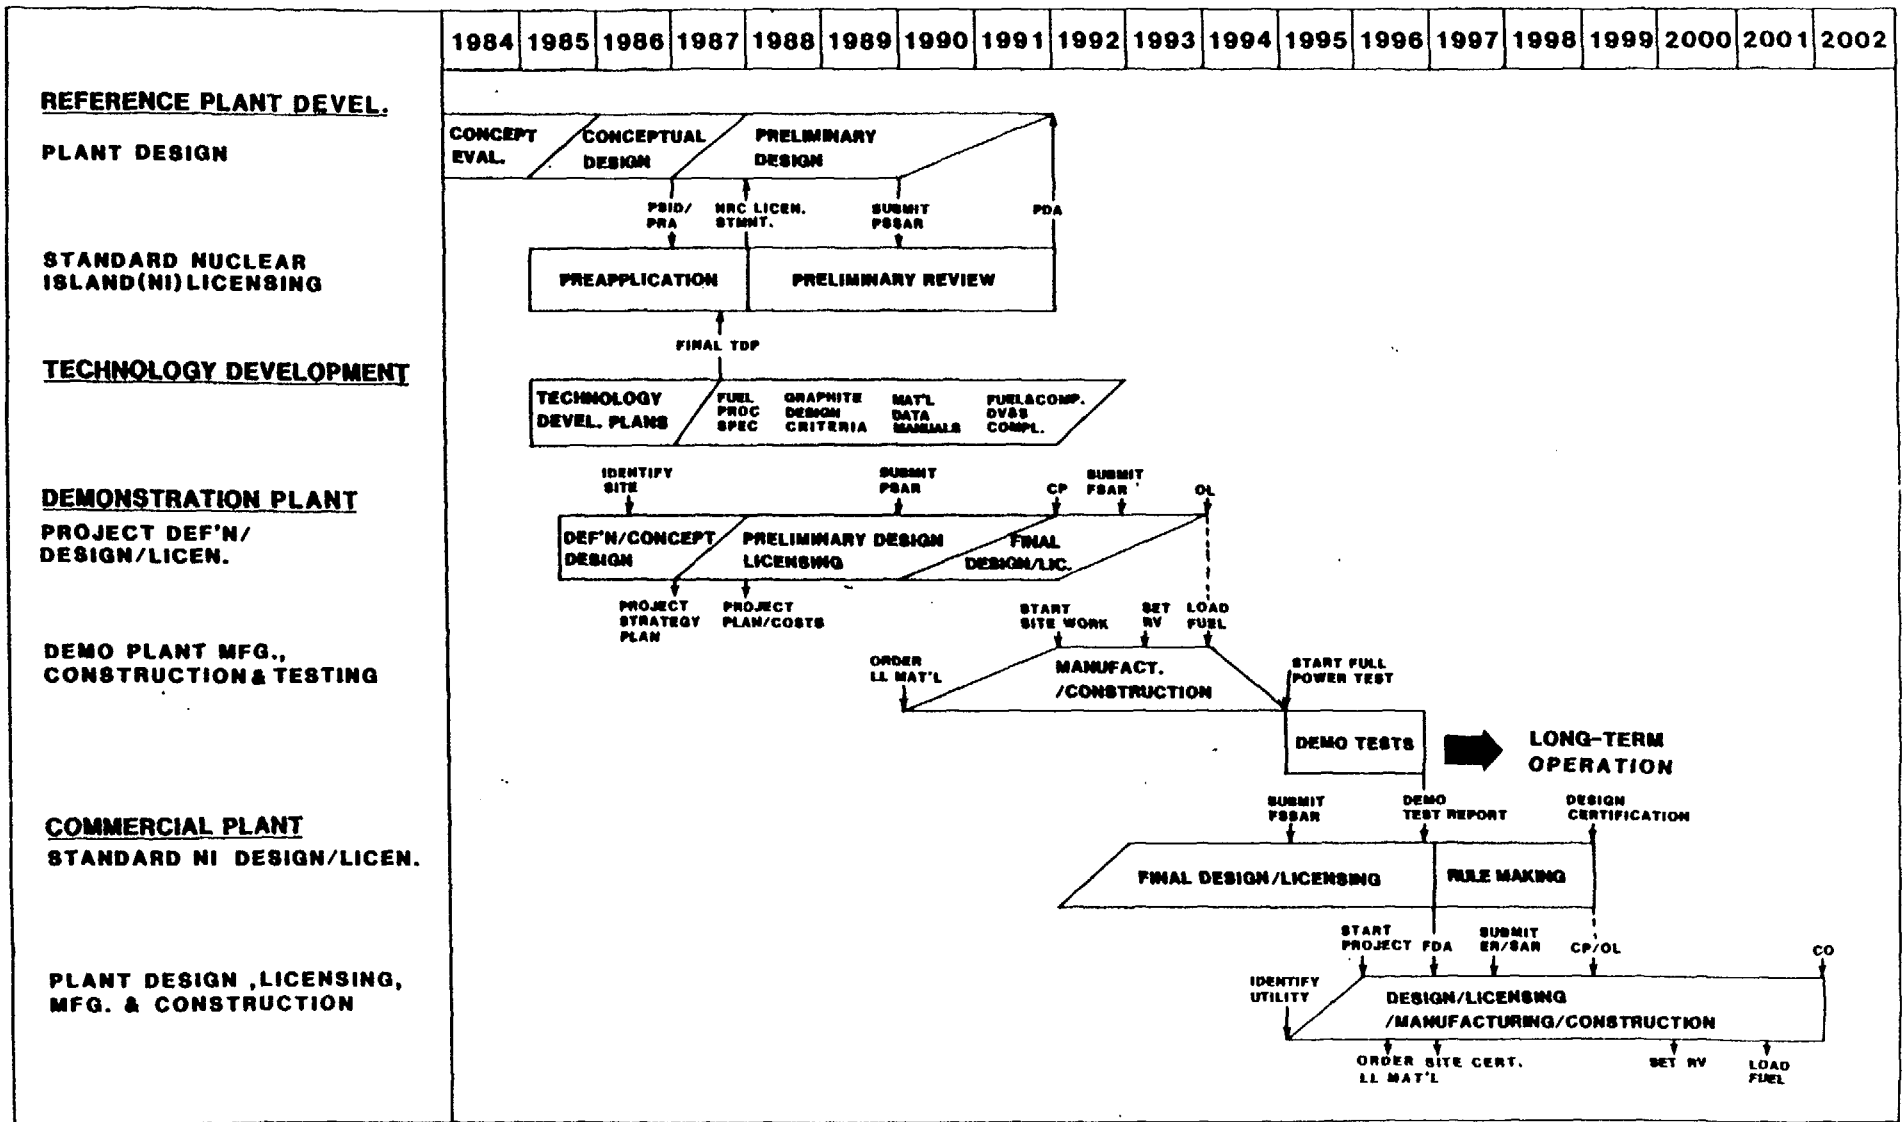 1984 1985 1986 1987 1988 1989 1990 1991 1992 1993 1994 1995 1996 1997 1998 1999 2000 2001 2002
REFERENCE PLANT DEVEL.
PLANT DESIGN
CONCEPT
EVAL.
CONCEPTUAL
DESIGN
PRELIMINARY
DESIGN
PSID/
PRA
NRC LICEN.
STMNT.
SUBMIT
PSSAR
PDA
STANDARD NUCLEAR
ISLAND(NI)LICENSING
PREAPPLICATION
PRELIMINARY REVIEW
FINAL TDP
TECHNOLOGY DEVELOPMENT
TECHNOLOGY
DEVEL. PLANS
FUEL
PROC
SPEC
GRAPHITE
DESIGN
CRITERIA
MAT'L
DATA
MANUALS
FUEL&COMP.
DV&S
COMPL.
DEMONSTRATION PLANT
PROJECT DEF'N/
DESIGN/LICEN.
IDENTIFY
SITE
SUBMIT
PSAR
CP
SUBMIT
FSAR
OL
DEF'N/CONCEPT
DESIGN
PRELIMINARY DESIGN
LICENSING
FINAL
DESIGN/LIC.
PROJECT
STRATEGY
PLAN
PROJECT
PLAN/COSTS
START
SITE WORK
SET
RV
LOAD
FUEL
DEMO PLANT MFG.,
CONSTRUCTION & TESTING
ORDER
LL MAT'L
MANUFACT.
/CONSTRUCTION
START FULL
POWER TEST
DEMO TESTS
LONG-TERM
OPERATION
COMMERCIAL PLANT
STANDARD NI DESIGN/LICEN.
SUBMIT
FSSAR
DEMO
TEST REPORT
DESIGN
CERTIFICATION
FINAL DESIGN/LICENSING
RULE MAKING
PLANT DESIGN ,LICENSING,
MFG. & CONSTRUCTION
IDENTIFY
UTILITY
START
PROJECT
FDA
SUBMIT
ER/SAR
CP/OL
CO
DESIGN/LICENSING
/MANUFACTURING/CONSTRUCTION
ORDER
LL MAT'L
SITE CERT.
SET RV
LOAD
FUEL